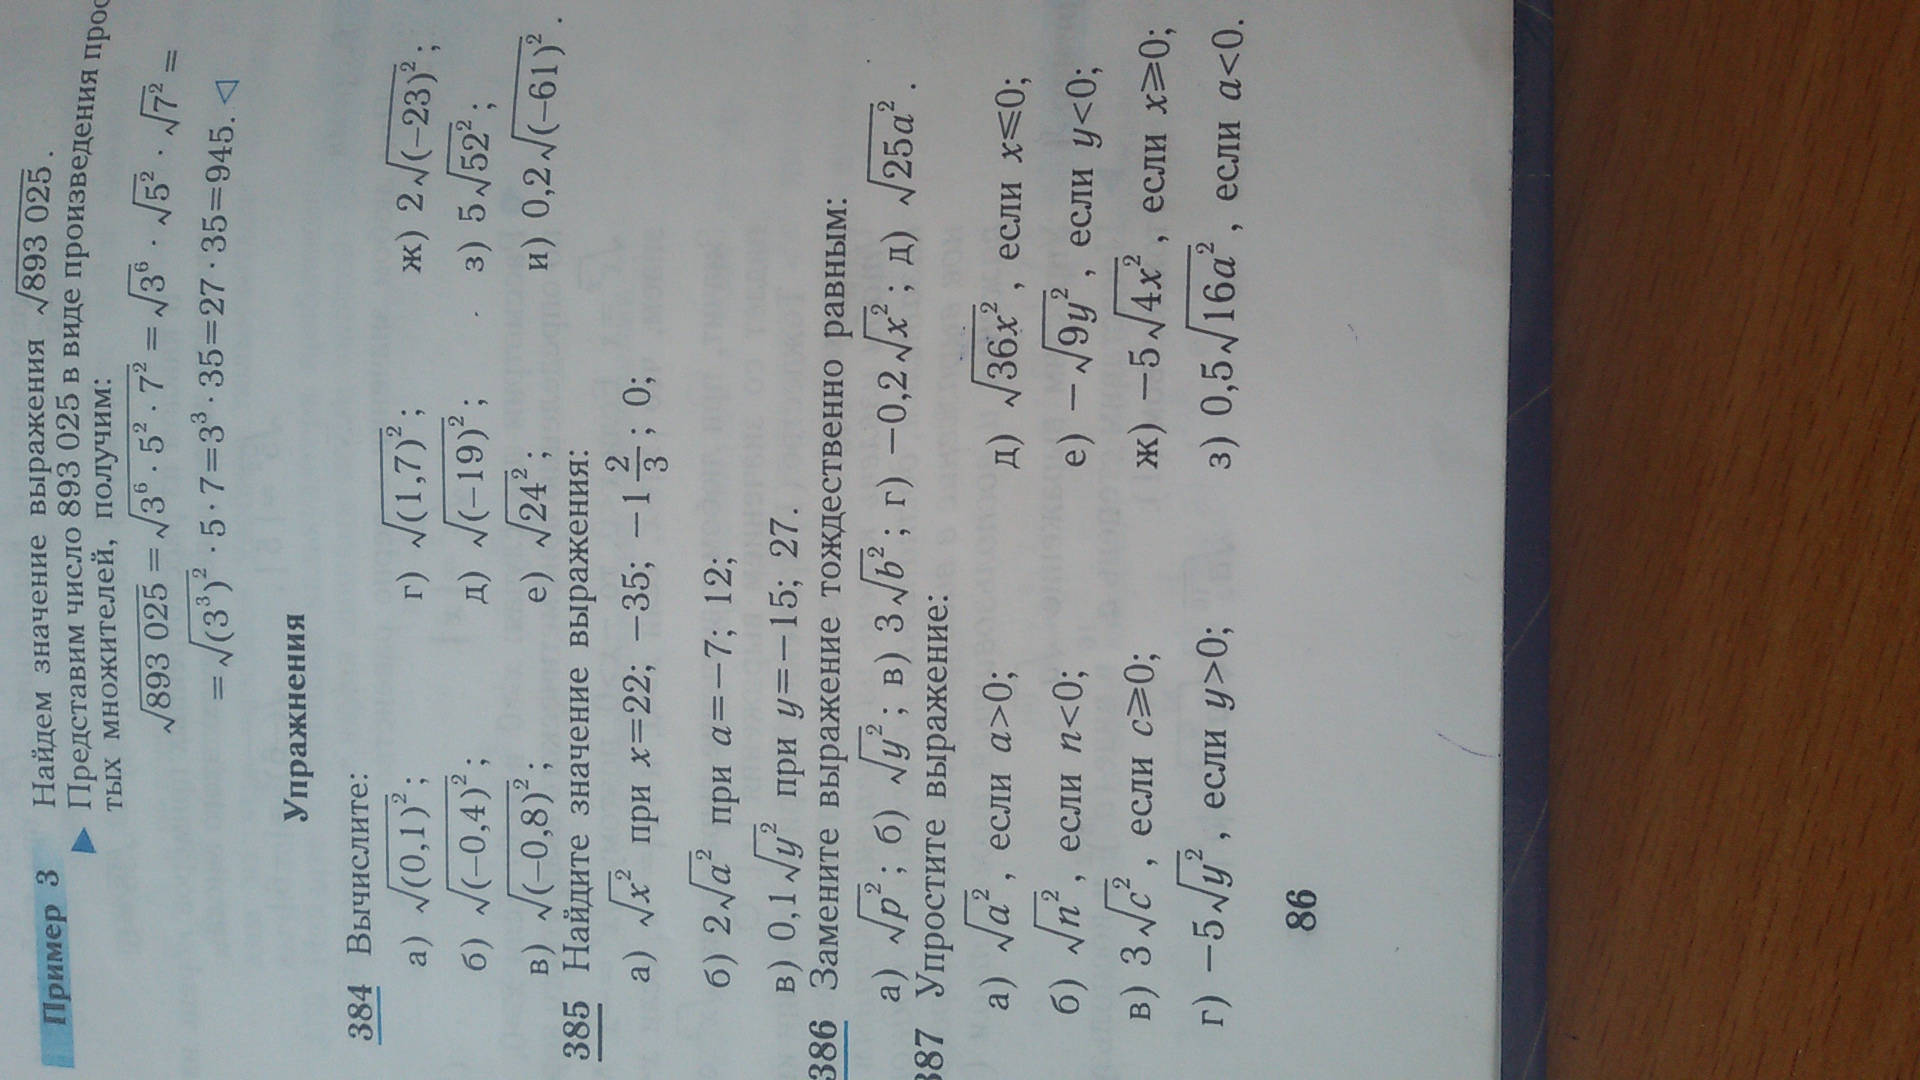 Пример 3 Найдем значение выражения √893 025 .
▶ Представим число 893 025 в виде произведения прос
тых множителей, получим:
√893 025 = √3⁶ · 5² · 7² = √3⁶ · √5² · √7² =
= √(3³)² · 5 · 7 = 3³ · 35 = 27 · 35 = 945. ◁
Упражнения
384 Вычислите:
а) √(0,1)² ; г) √(1,7)² ; ж) 2√(−23)² ;
б) √(−0,4)² ; д) √(−19)² ; з) 5√52² ;
в) √(−0,8)² ; е) √24² ; и) 0,2√(−61)² .
385 Найдите значение выражения:
а) √x² при x=22; −35; −1 2/3 ; 0;
б) 2√a² при a=−7; 12;
в) 0,1√y² при y=−15; 27.
386 Замените выражение тождественно равным:
а) √p² ; б) √y² ; в) 3√b² ; г) −0,2√x² ; д) √25a² .
387 Упростите выражение:
а) √a² , если a>0; д) √36x² , если x⩽0;
б) √n² , если n<0; е) −√9y² , если y<0;
в) 3√c² , если c⩾0; ж) −5√4x² , если x⩾0;
г) −5√y² , если y>0; з) 0,5√16a² , если a<0.
86